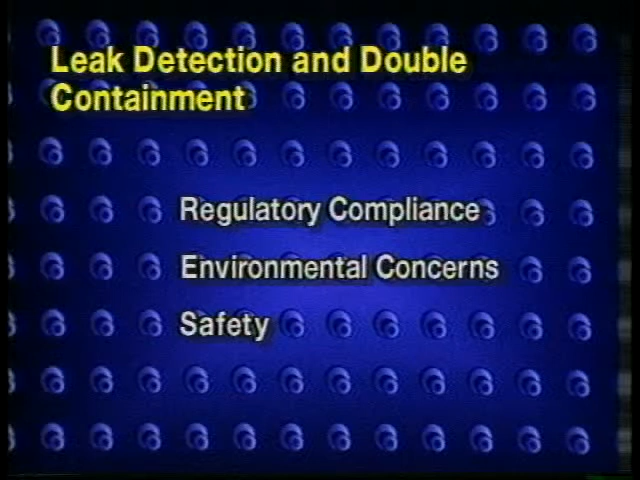 Leak Detection and Double
Containment
Regulatory Compliance
Environmental Concerns
Safety